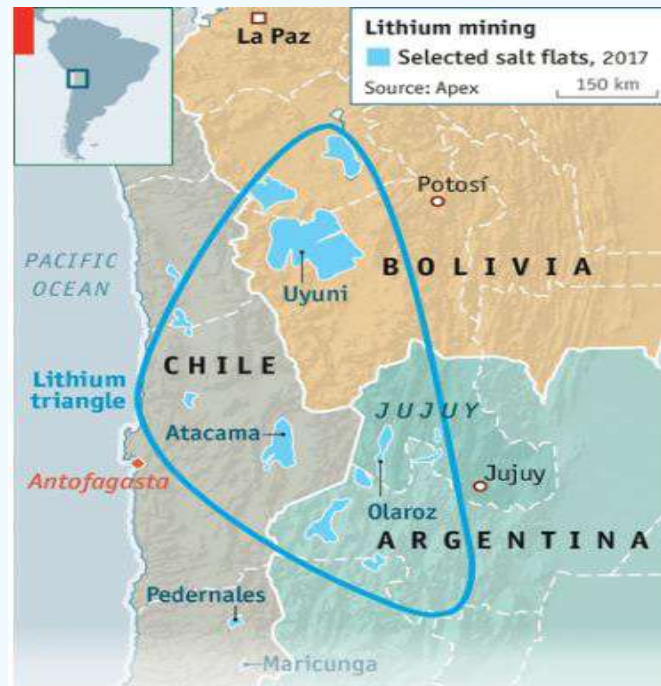 Lithium mining
Selected salt flats, 2017
Source: Apex
150 km
La Paz
Potosí
PACIFIC
OCEAN
BOLIVIA
Uyuni
CHILE
Lithium
triangle
JUJUY
Atacama
Antofagasta
Jujuy
Olaroz
ARGENTINA
Pedernales
Maricunga